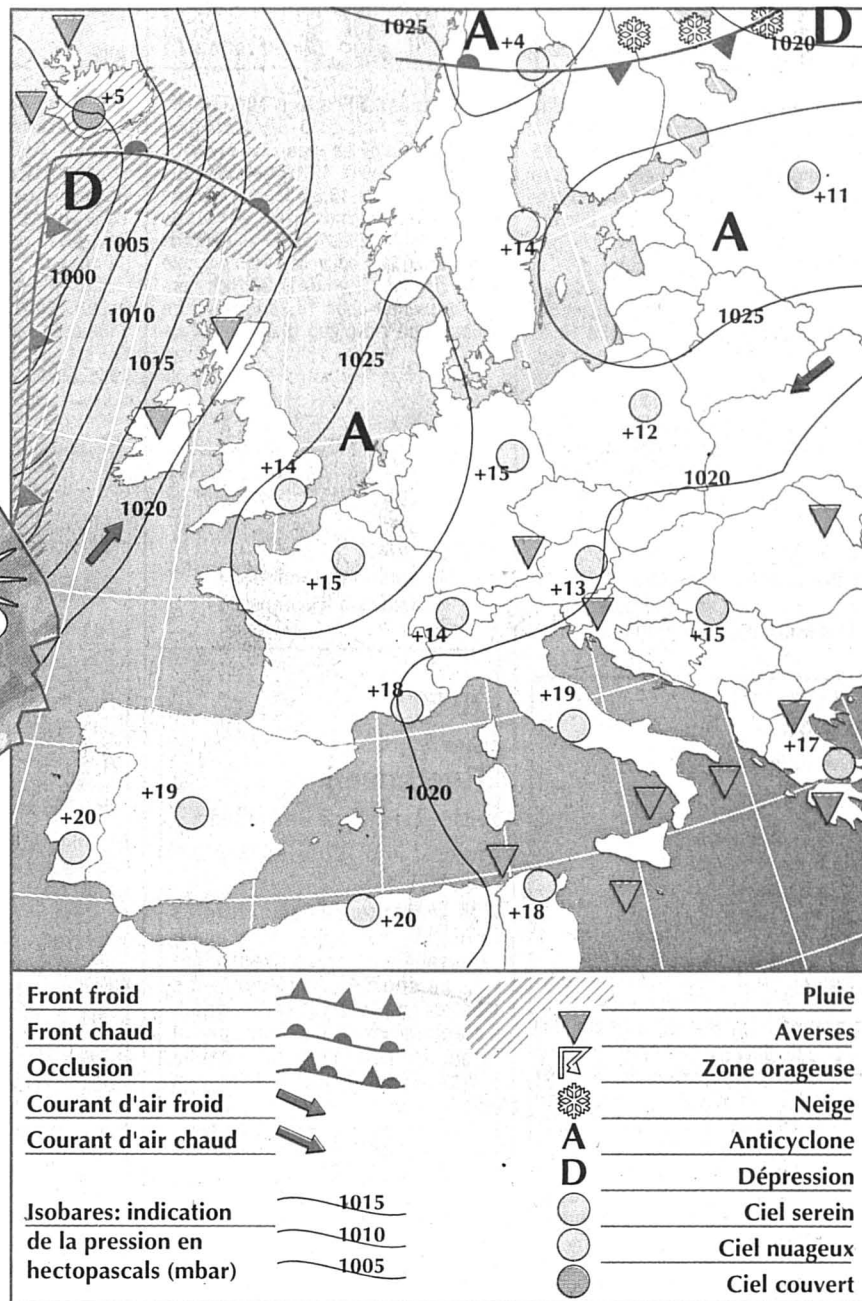 1025
A
+4
D
1020
+5
D
+11
+14
A
1005
1000
1010
1025
1015
1025
A
+12
+14
+15
1020
1020
+15
+13
+14
+15
+18
+19
+17
+19
1020
+20
+20
+18
Front froid
Front chaud
Occlusion
Courant d'air froid
Courant d'air chaud
Jsobares: indication
de la pression en
hectopascals (mbar)
1015
1010
1005
Pluie
Averses
Zone orageuse
Neige
A Anticyclone
D Dépression
Ciel serein
Ciel nuageux
Ciel couvert